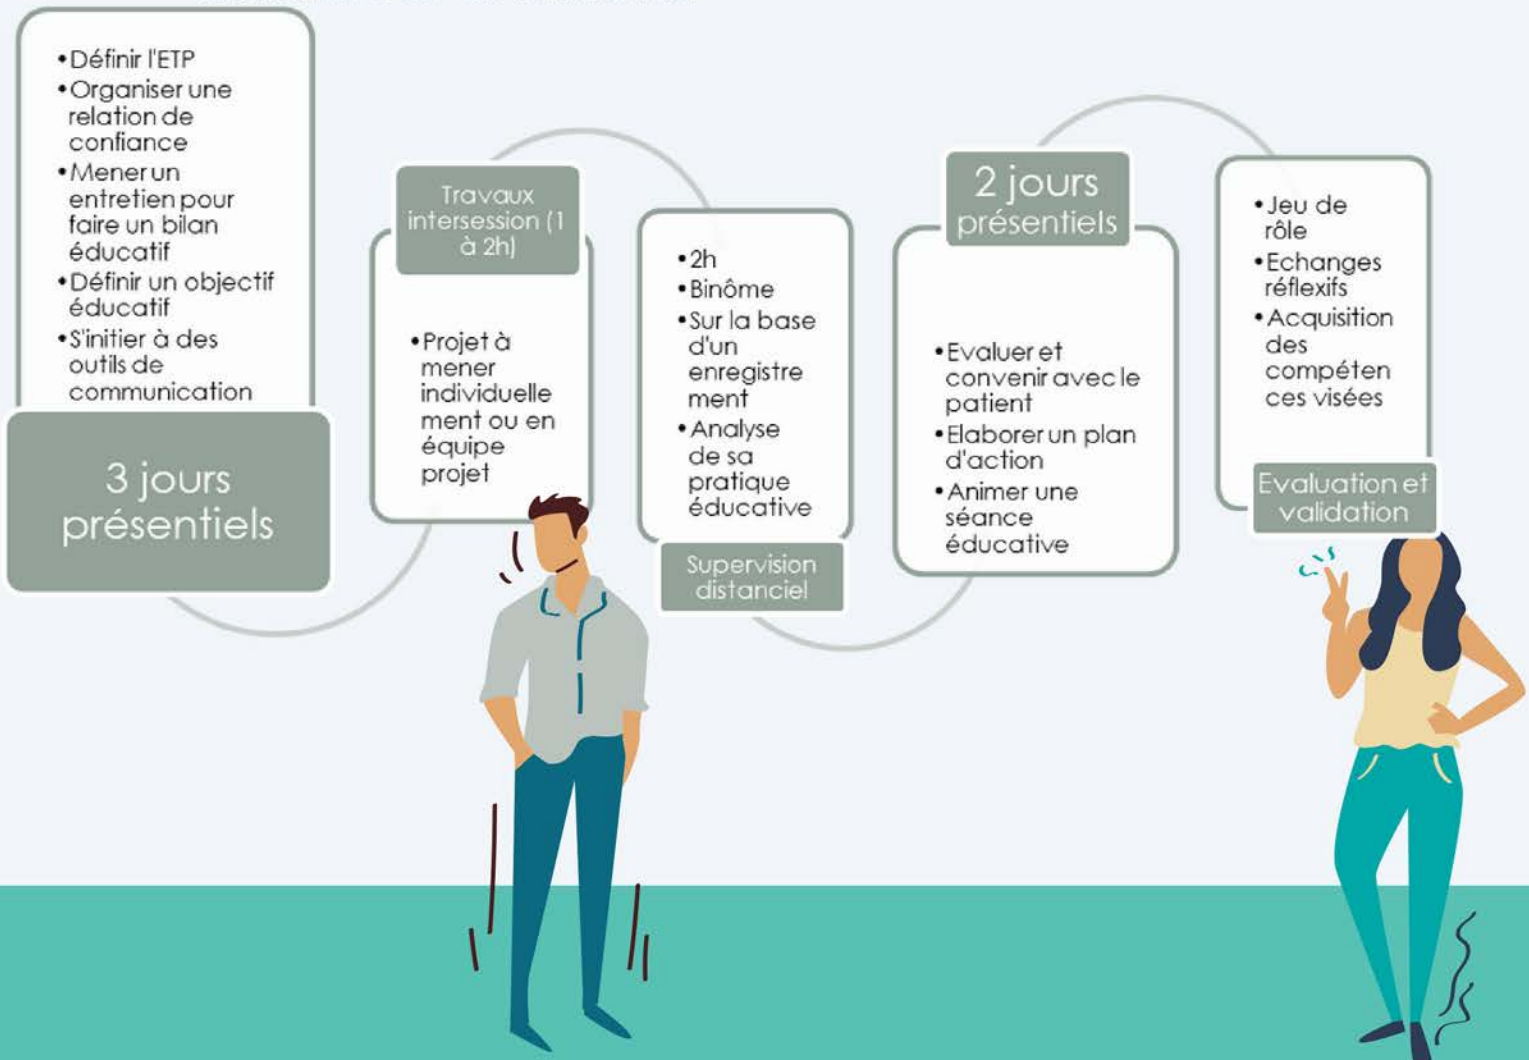 •Définir l'ETP
•Organiser une
relation de
confiance
•Mener un
entretien pour
faire un bilan
éducatif
•Définir un objectif
éducatif
•S'initier à des
outils de
communication
3 jours
présentiels
Travaux
intersession (1
à 2h)
•Projet à
mener
individuelle
ment ou en
équipe
projet
•2h
•Binôme
•Sur la base
d'un
enregistre
ment
•Analyse
de sa
pratique
éducative
Supervision
distanciel
2 jours
présentiels
•Evaluer et
convenir avec le
patient
•Elaborer un plan
d'action
•Animer une
séance
éducative
•Jeu de
rôle
•Echanges
réflexifs
•Acquisition
des
compéten
ces visées
Evaluation et
validation